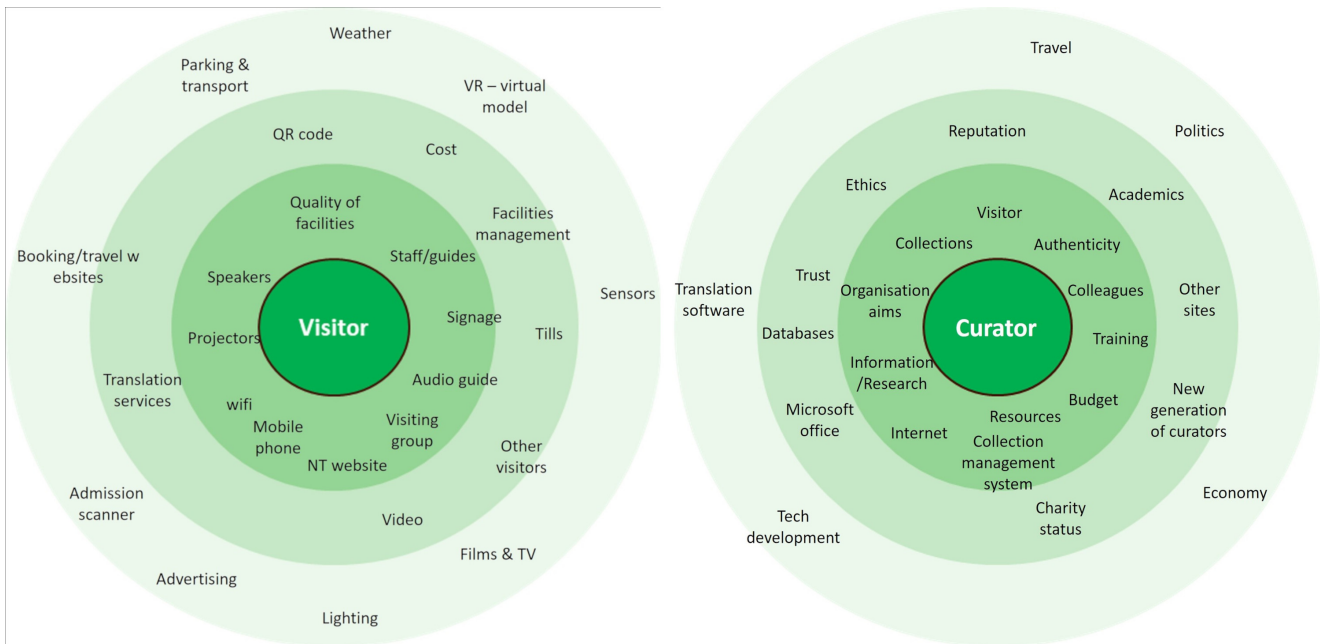 Weather
Parking &
transport
VR – virtual
model
QR code
Cost
Quality of
facilities
Facilities
management
Staff/guides
Booking/travel w
ebsites
Speakers
Sensors
Visitor
Signage
Tills
Projectors
Translation
services
Audio guide
wifi
Mobile
phone
Visiting
group
NT website
Other
visitors
Admission
scanner
Video
Films & TV
Advertising
Lighting
Travel
Reputation
Politics
Ethics
Academics
Visitor
Collections
Authenticity
Trust
Organisation
aims
Colleagues
Other
sites
Translation
software
Curator
Databases
Training
Information
/Research
Microsoft
office
Budget
New
generation
of curators
Resources
Internet
Collection
management
system
Economy
Charity
status
Tech
development